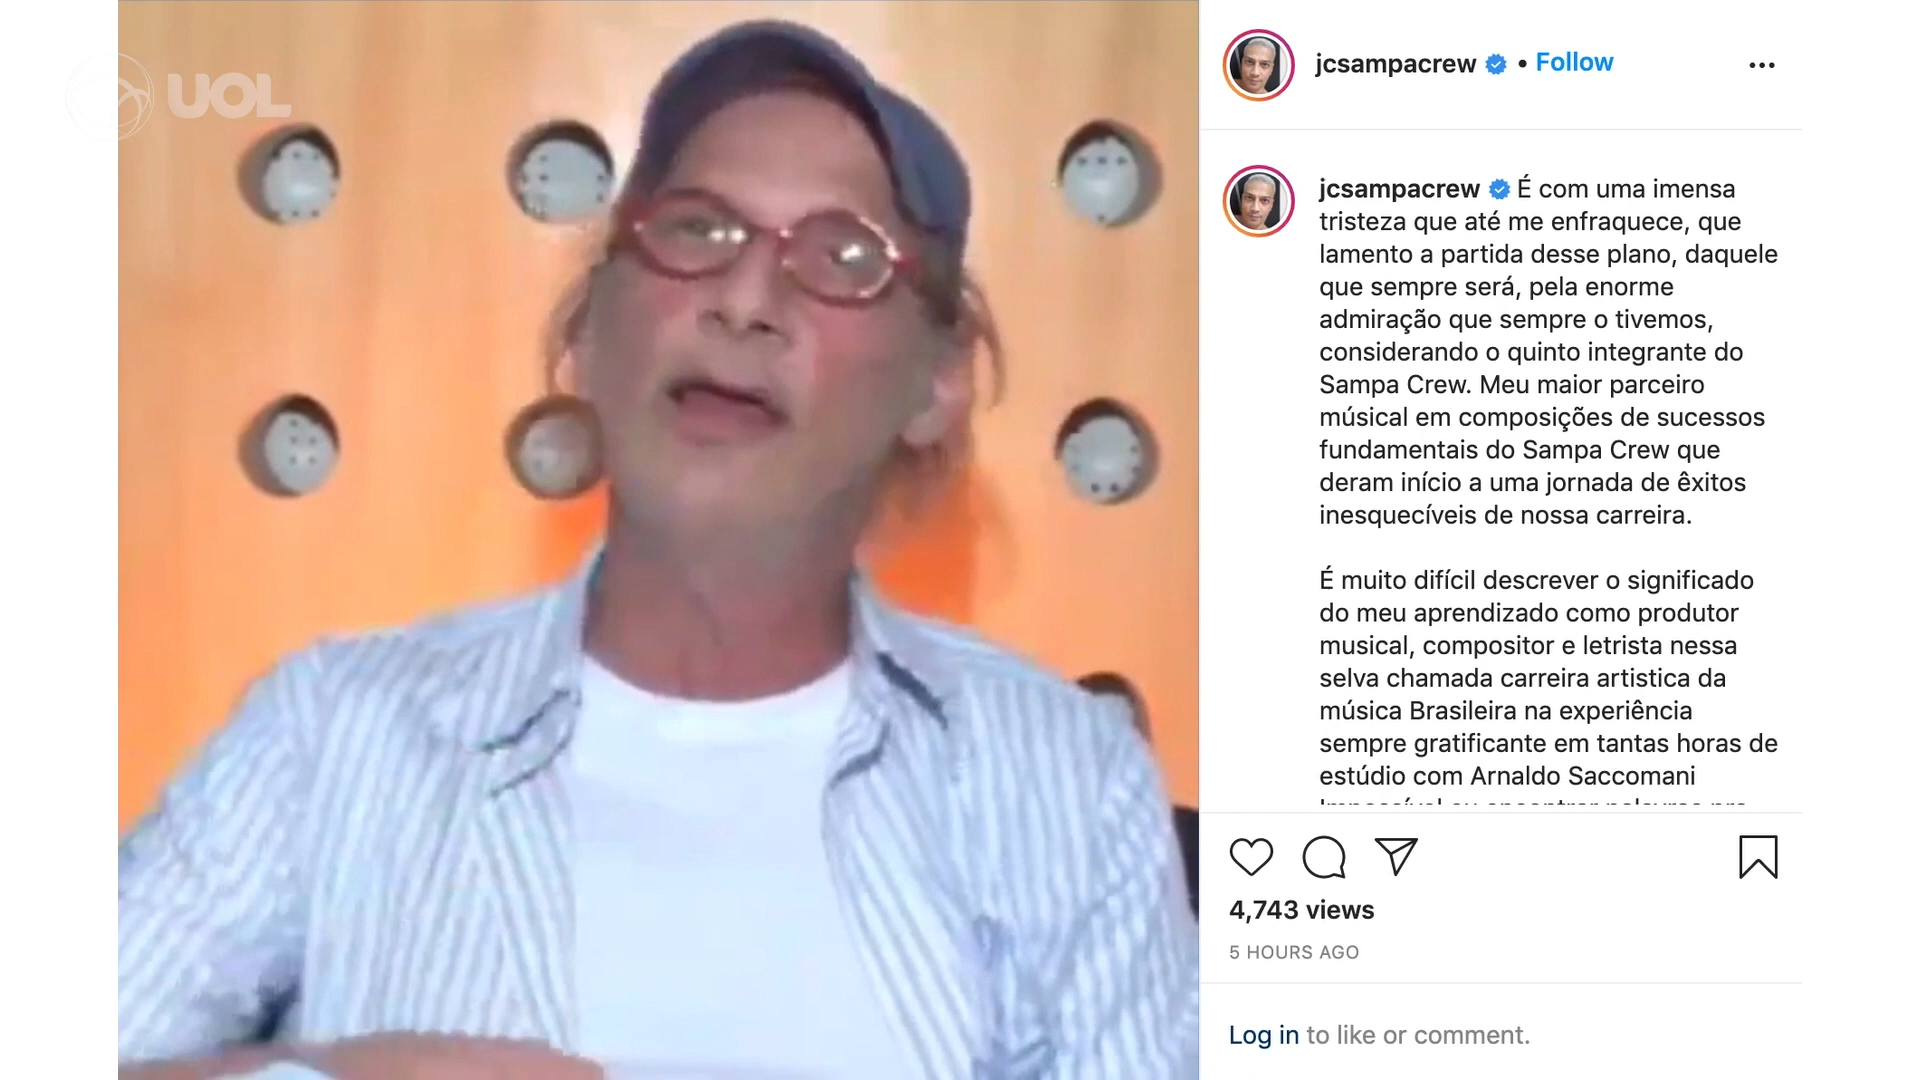 UOL
jcsampacrew • Follow
jcsampacrew É com uma imensa
tristeza que até me enfraquece, que
lamento a partida desse plano, daquele
que sempre será, pela enorme
admiração que sempre o tivemos,
considerando o quinto integrante do
Sampa Crew. Meu maior parceiro
músical em composições de sucessos
fundamentais do Sampa Crew que
deram início a uma jornada de êxitos
inesquecíveis de nossa carreira.
É muito difícil descrever o significado
do meu aprendizado como produtor
musical, compositor e letrista nessa
selva chamada carreira artistica da
música Brasileira na experiência
sempre gratificante em tantas horas de
estúdio com Arnaldo Saccomani
4,743 views
5 HOURS AGO
Log in to like or comment.